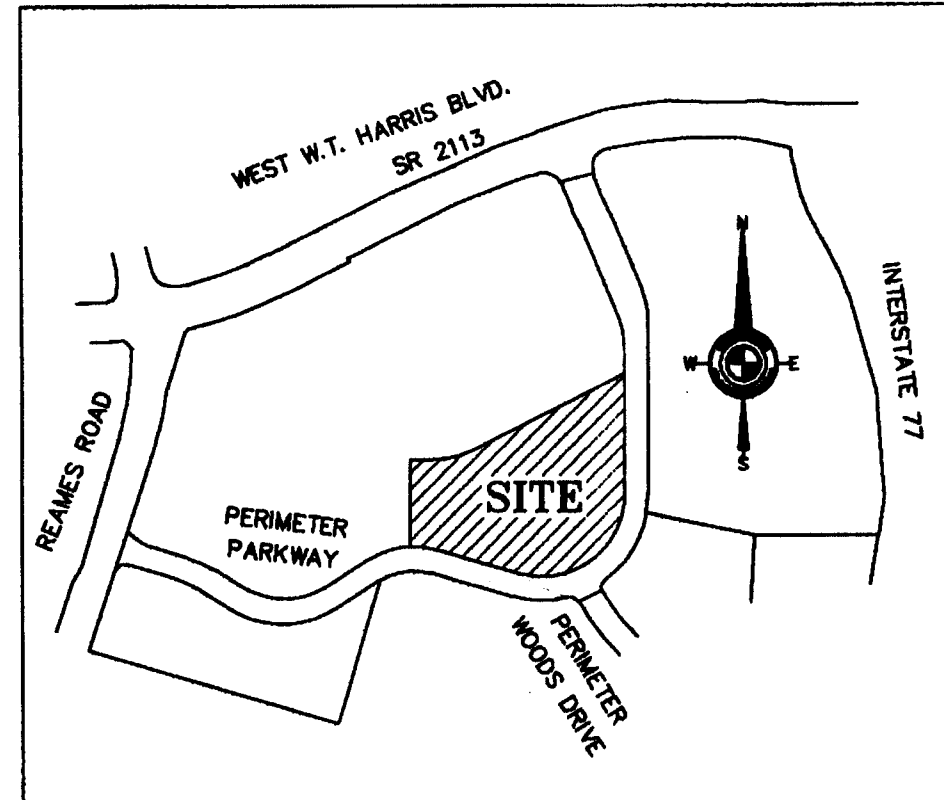 WEST W.T. HARRIS BLVD.
SR 2113
N
W
E
S
INTERSTATE 77
REAMES ROAD
SITE
PERIMETER
PARKWAY
PERIMETER
WOODS DRIVE